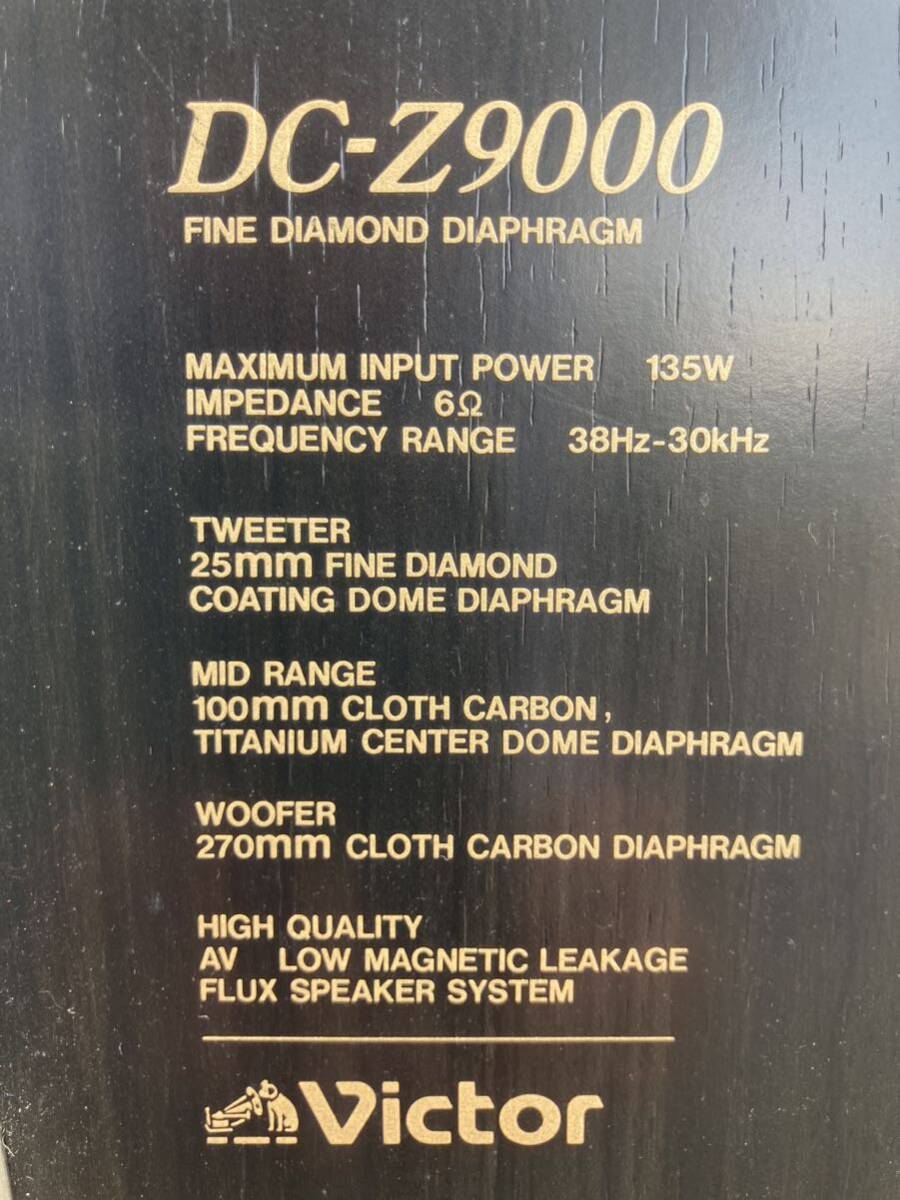 DC-Z9000
FINE DIAMOND DIAPHRAGM
MAXIMUM INPUT POWER 135W
IMPEDANCE 6Ω
FREQUENCY RANGE 38Hz-30kHz
TWEETER
25mm FINE DIAMOND
COATING DOME DIAPHRAGM
MID RANGE
100mm CLOTH CARBON,
TITANIUM CENTER DOME DIAPHRAGM
WOOFER
270mm CLOTH CARBON DIAPHRAGM
HIGH QUALITY
AV LOW MAGNETIC LEAKAGE
FLUX SPEAKER SYSTEM
Victor